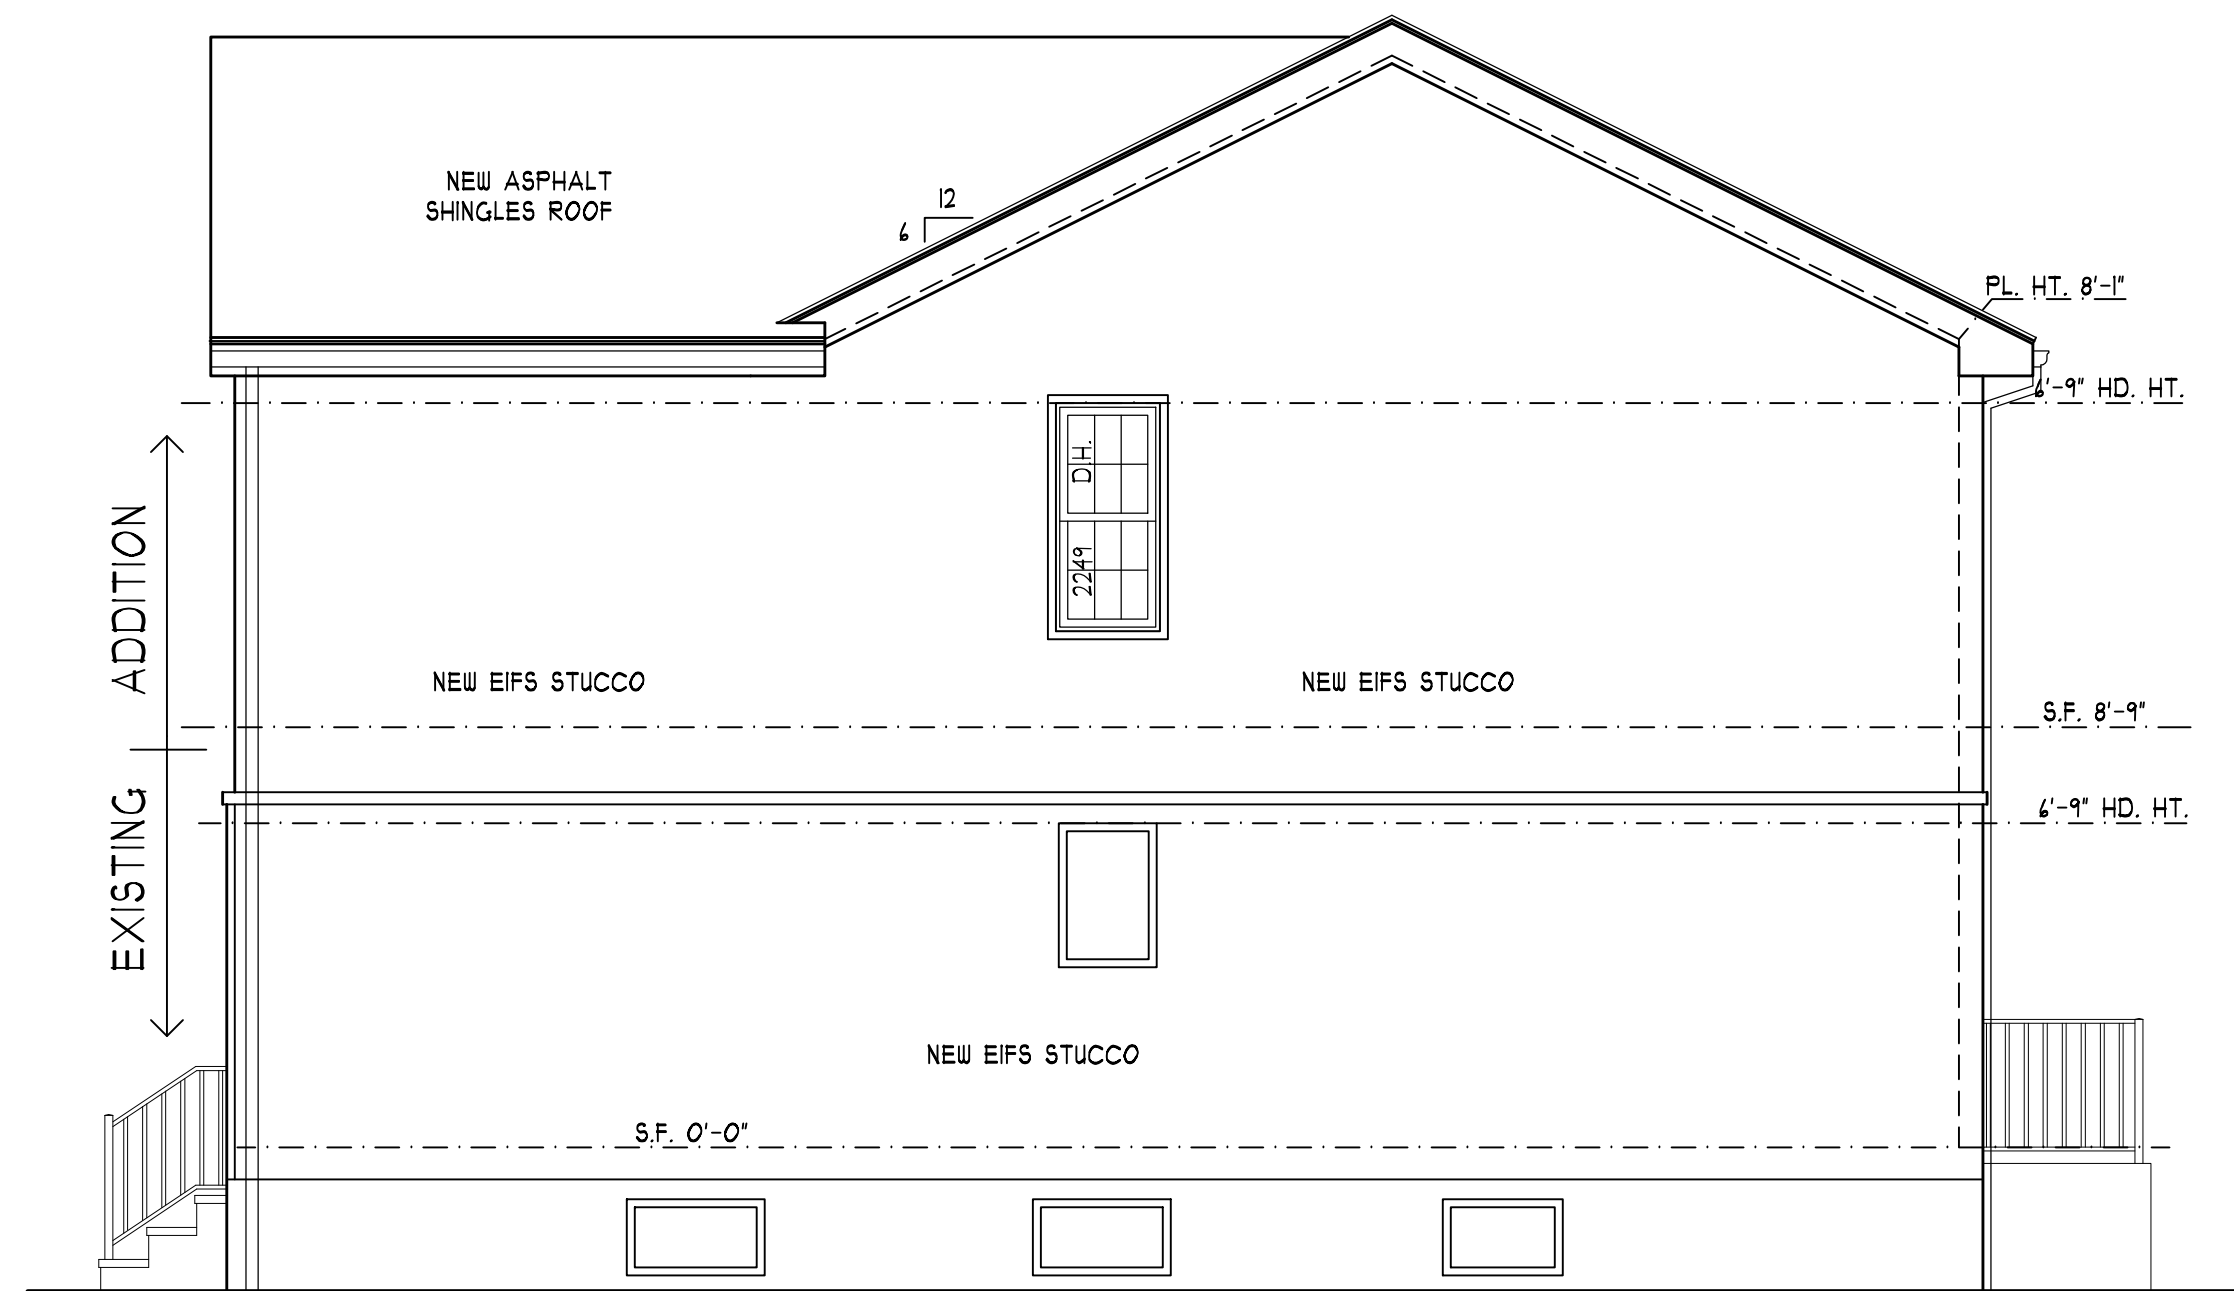 NEW ASPHALT
SHINGLES ROOF
12
6
PL. HT. 8'-1"
6'-9" HD. HT.
D.H.
2249
ADDITION
NEW EIFS STUCCO
NEW EIFS STUCCO
S.F. 8'-9"
EXISTING
6'-9" HD. HT.
NEW EIFS STUCCO
S.F. 0'-0"